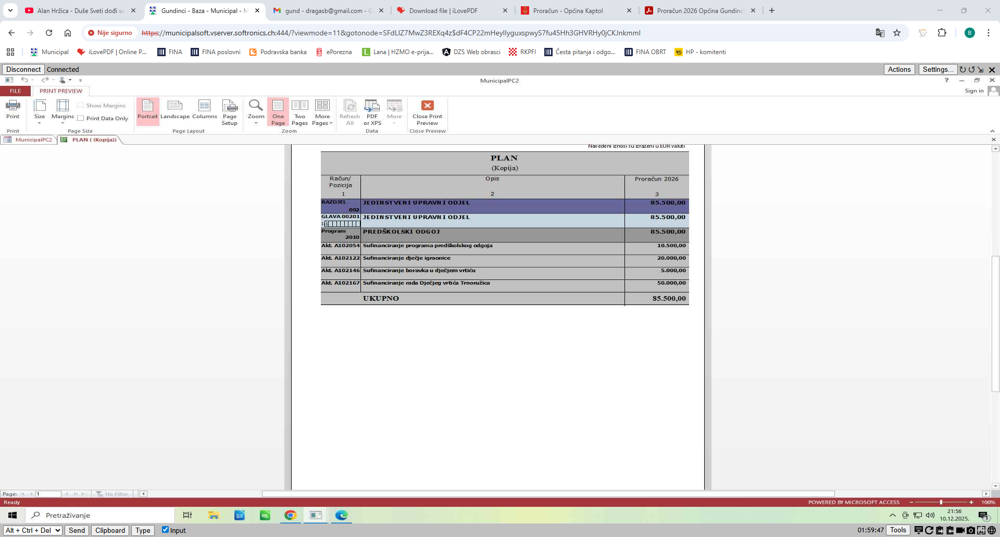 Alan Hržica - Duše Sveti dođi sa
Gundinci - Baza - Municipal - M
gund - dragasb@gmail.com - G
Download file | iLovePDF
Proračun - Općina Kaptol
Proračun 2026 Općina Gundinc
Nije sigurno
https://municipalsoft.vserver.softronics.ch:444/?viewmode=11&gotonode=SFdLIZ7MwZ3REXq4z$dF4CP22mHeyIlyguxspwyS7fu45Hh3GHVRHy0jCKJnkmmI
B
Municipal
iLovePDF | Online P...
FINA
FINA poslovni
Podravska banka
ePorezna
Lana | HZMO e-prija...
DZS Web obrasci
RKPFI
Česta pitanja i odgo...
FINA OBRT
HP - komitenti
Disconnect Connected
Actions Settings...
MunicipalPC2
FILE PRINT PREVIEW
Sign in
Print
Size
Margins
Show Margins
Print Data Only
Portrait
Landscape
Columns
Page Setup
Zoom
One Page
Two Pages
More Pages
Refresh All
PDF or XPS
More
Close Print Preview
Print
Page Size
Page Layout
Zoom
Data
Close Preview
MunicipalPC2
PLAN ( (Kopija))
Navedeni iznosi su izraženi u EUR valuti
PLAN
(Kopija)
Račun/ Pozicija Opis Proračun 2026
1 2 3
RAZDJEL 002 JEDINSTVENI UPRAVNI ODJEL 85.500,00
GLAVA 00201 JEDINSTVENI UPRAVNI ODJEL 85.500,00
1
Program 2010 PREDŠKOLSKI ODGOJ 85.500,00
Akt. A102054 Sufinanciranje programa predškolskog odgoja 10.500,00
Akt. A102122 Sufinanciranje dječje igraonice 20.000,00
Akt. A102146 Sufinanciranje boravka u dječjem vrtiću 5.000,00
Akt. A102167 Sufinanciranje rada Dječjeg vrtića Trnoružica 50.000,00
UKUPNO 85.500,00
Page: 1 No Filter
Ready
POWERED BY MICROSOFT ACCESS
100%
Pretraživanje
21:56
10.12.2025.
1
Alt + Ctrl + Del Send Clipboard Type Input
01:59:47 Tools